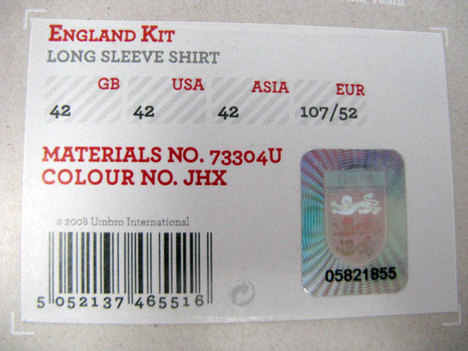 ENGLAND KIT
LONG SLEEVE SHIRT
GB USA ASIA EUR
42 42 42 107/52
MATERIALS NO. 73304U
COLOUR NO. JHX
© 2008 Umbro International
5 052137 465516
05821855